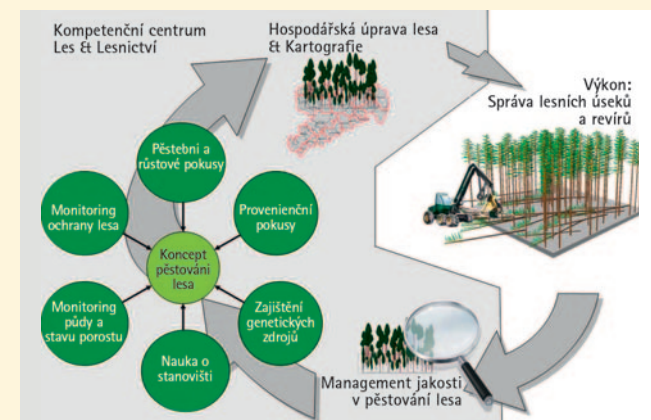 Kompetenční centrum
Les & Lesnictví
Hospodářská úprava lesa
& Kartografie
Výkon:
Správa lesních úseků
a revírů
Pěstebni a
růstové pokusy
Monitoring
ochrany lesa
Provenienční
pokusy
Koncept
pěstování
lesa
Monitoring
půdy a
stavu porostu
Zajištění
genetických
zdrojů
Nauka o
stanovišti
Management jakosti
v pěstování lesa